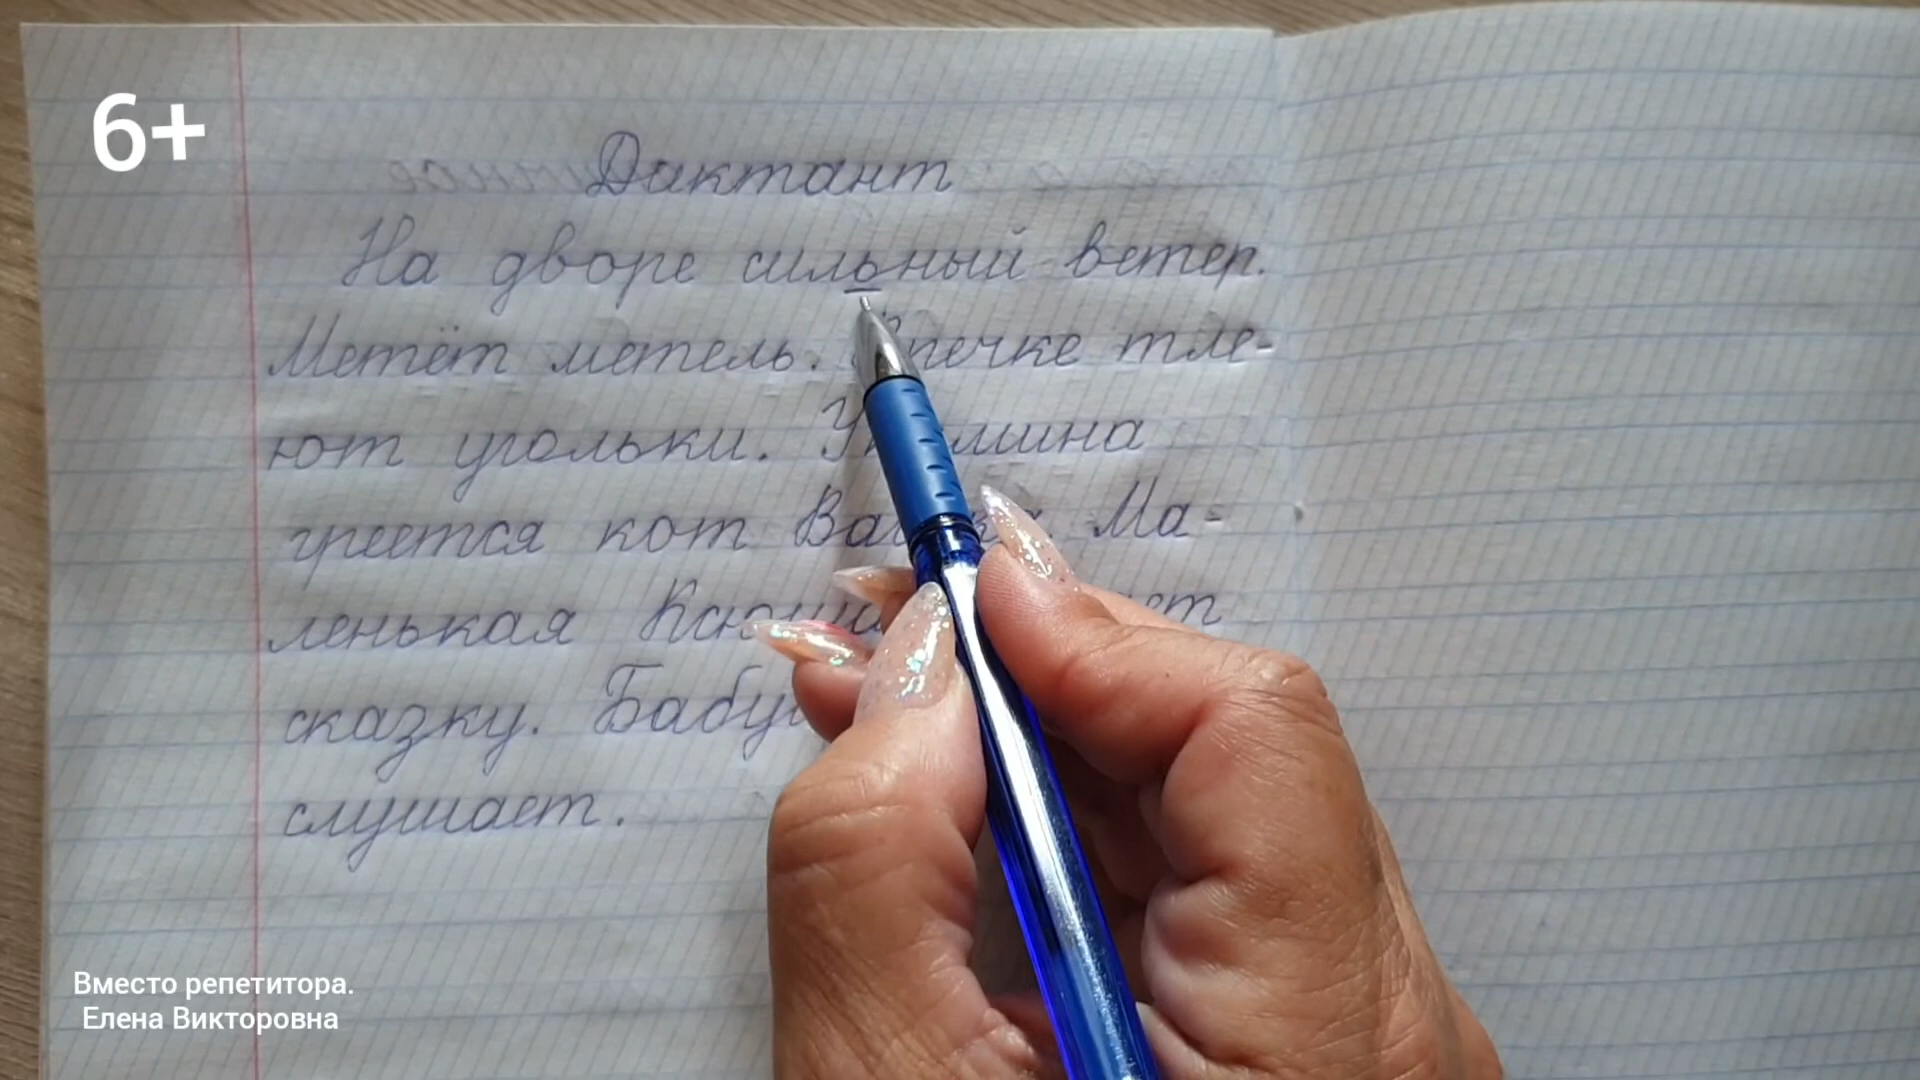 6+
Дактант
На дворе сильный ветер.
Метёт метель. печке тле-
ют угольки.
греется кот Ма-
ленькая
сказку.
слушает.
Вместо репетитора.
Елена Викторовна